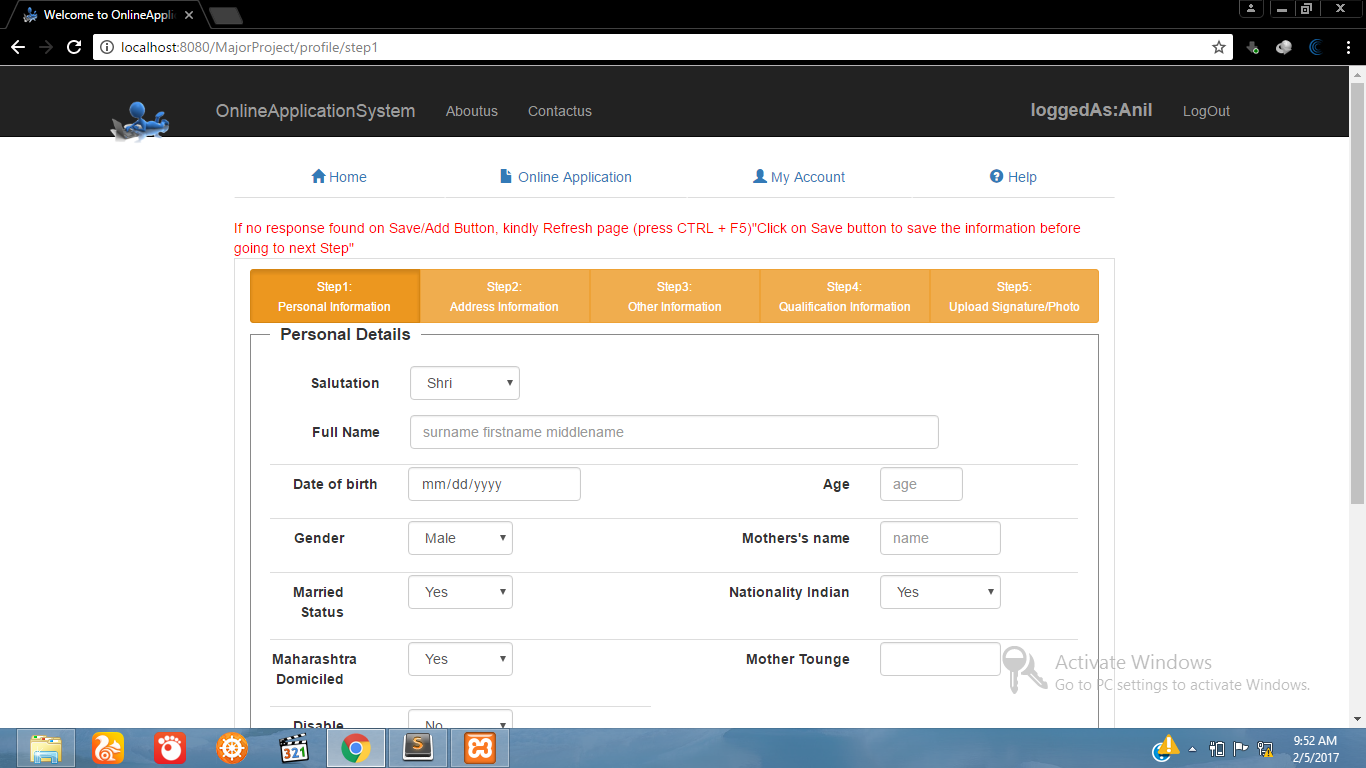 Welcome to OnlineAppli
localhost:8080/MajorProject/profile/step1
OnlineApplicationSystem Aboutus Contactus loggedAs:Anil LogOut
Home Online Application My Account Help
If no response found on Save/Add Button, kindly Refresh page (press CTRL + F5)"Click on Save button to save the information before
going to next Step"
Step1: Step2: Step3: Step4: Step5:
Personal Information Address Information Other Information Qualification Information Upload Signature/Photo
Personal Details
Salutation Shri
Full Name surname firstname middlename
Date of birth mm/dd/yyyy Age age
Gender Male Mothers's name name
Married Yes Nationality Indian Yes
Status
Maharashtra Yes Mother Tounge
Domiciled
Activate Windows
Go to PC settings to activate Windows.
Disable No
321
S
9:52 AM
2/5/2017